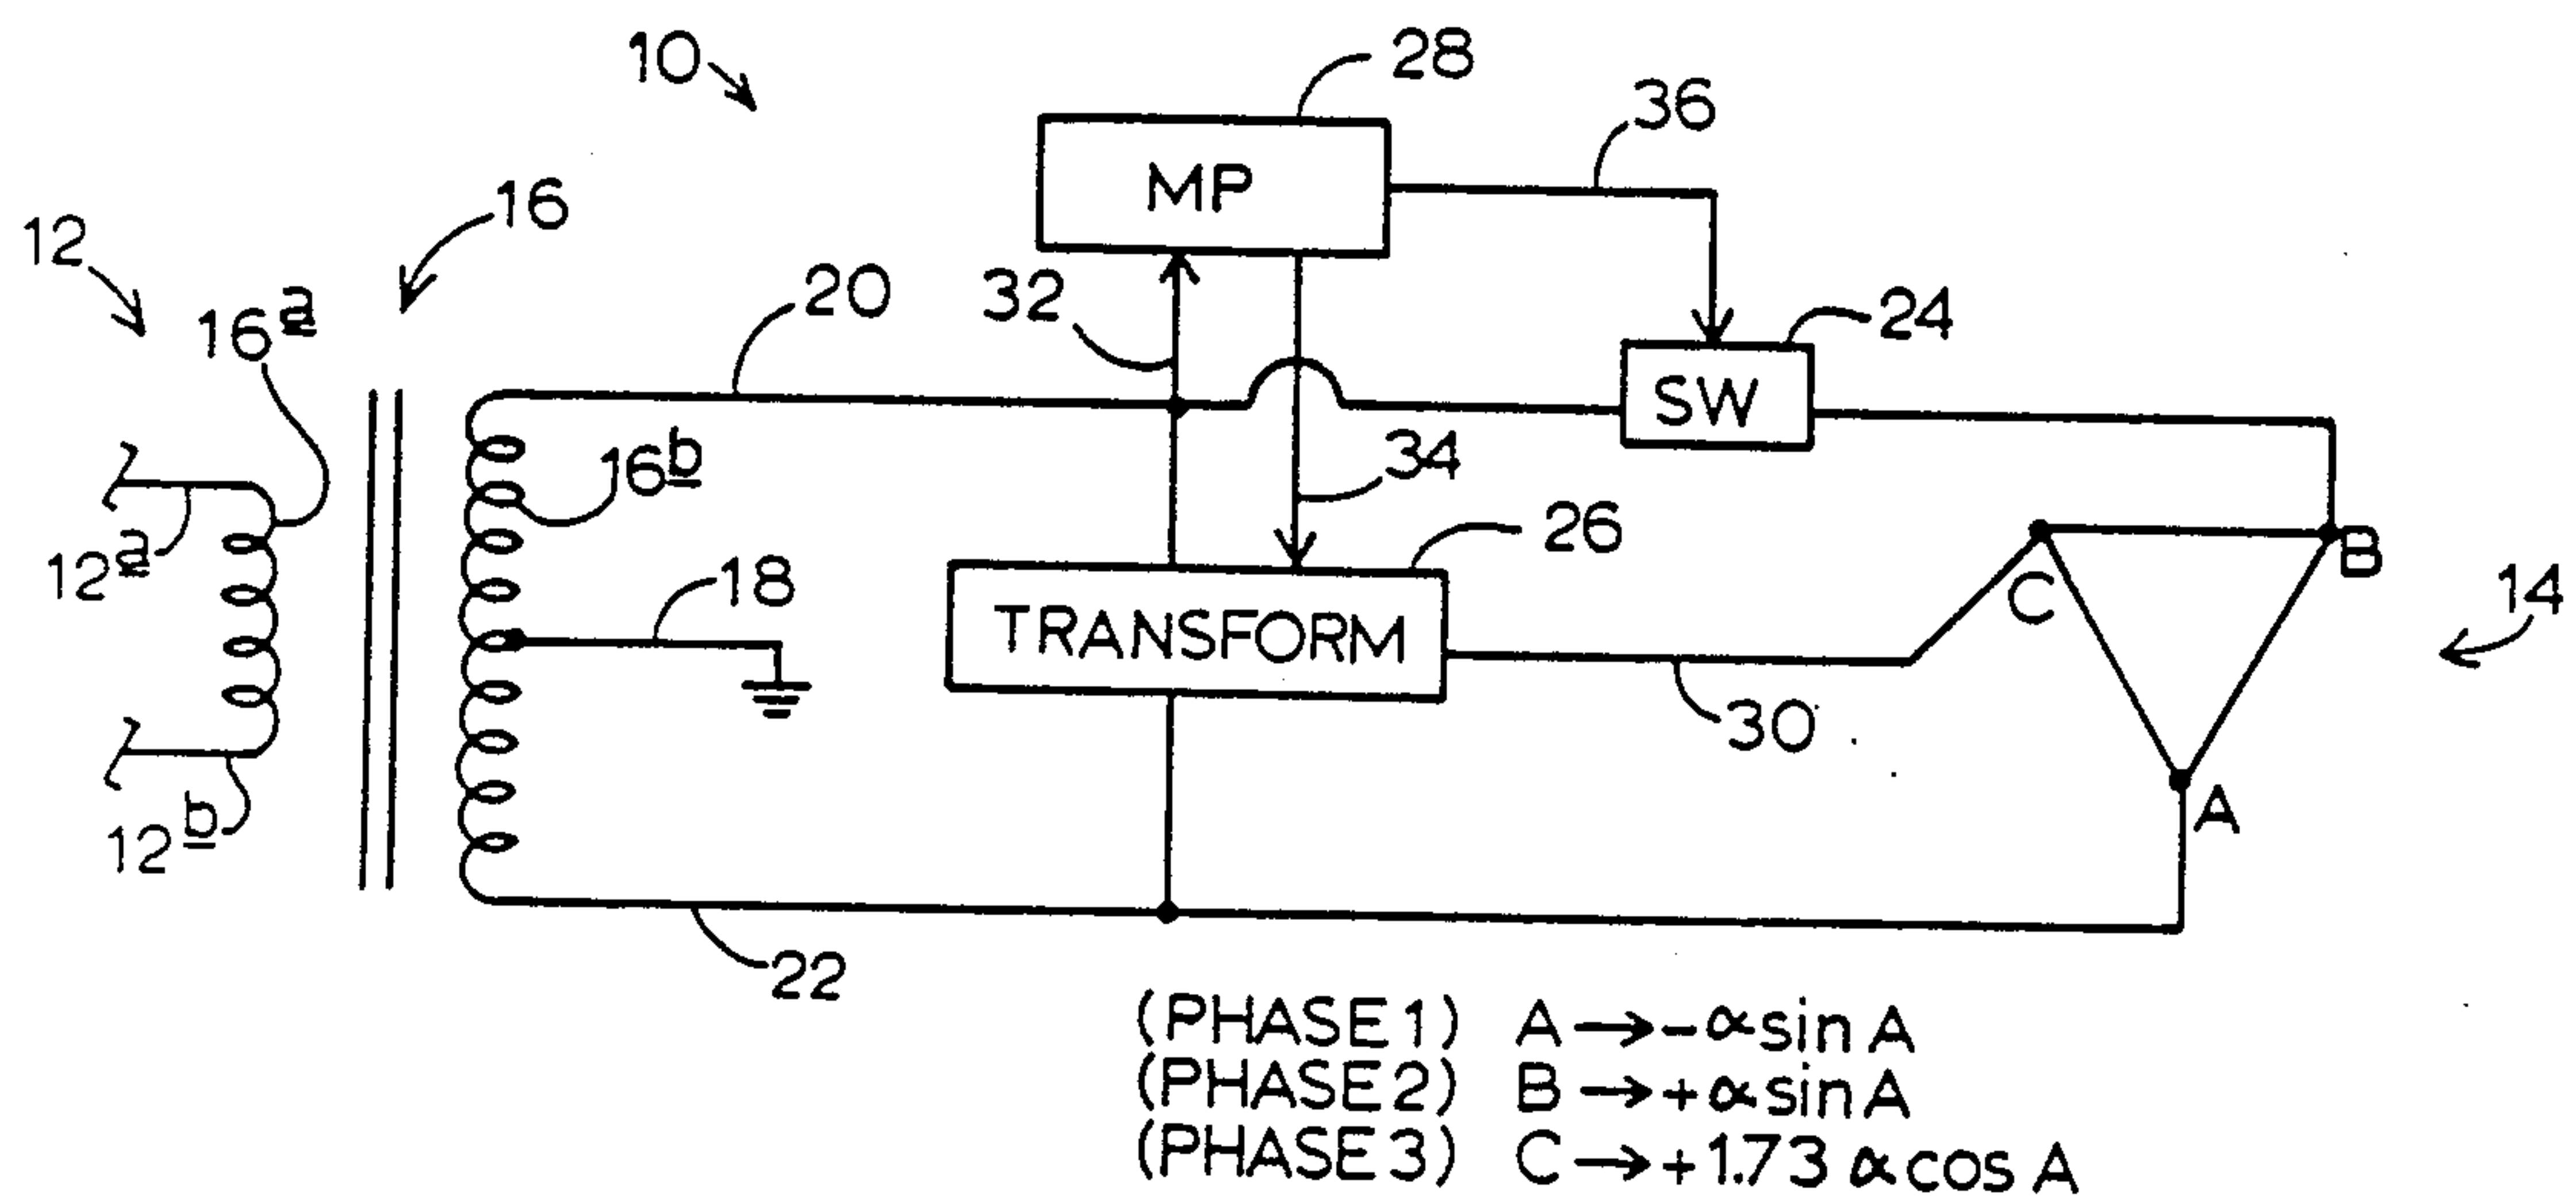 10
28
36
MP
12
16
16a
20
32
24
SW
16b
34
12a
26
18
TRANSFORM
C
B
14
30
12b
A
22
(PHASE 1) A→-αsin A
(PHASE 2) B→+αsin A
(PHASE 3) C→+1.73 αcos A